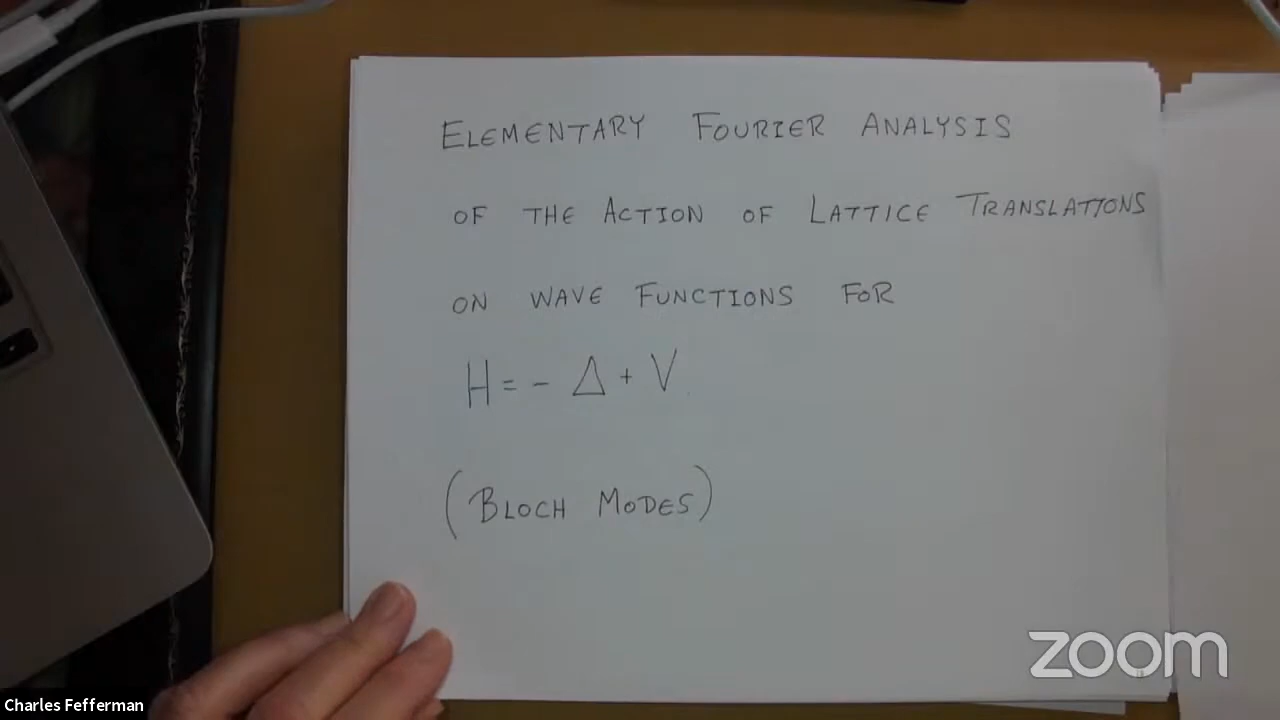 ELEMENTARY FOURIER ANALYSIS
OF THE ACTION OF LATTICE TRANSLATIONS
ON WAVE FUNCTIONS FOR
H = - Δ + V
(BLOCH MODES)
zoom
Charles Fefferman